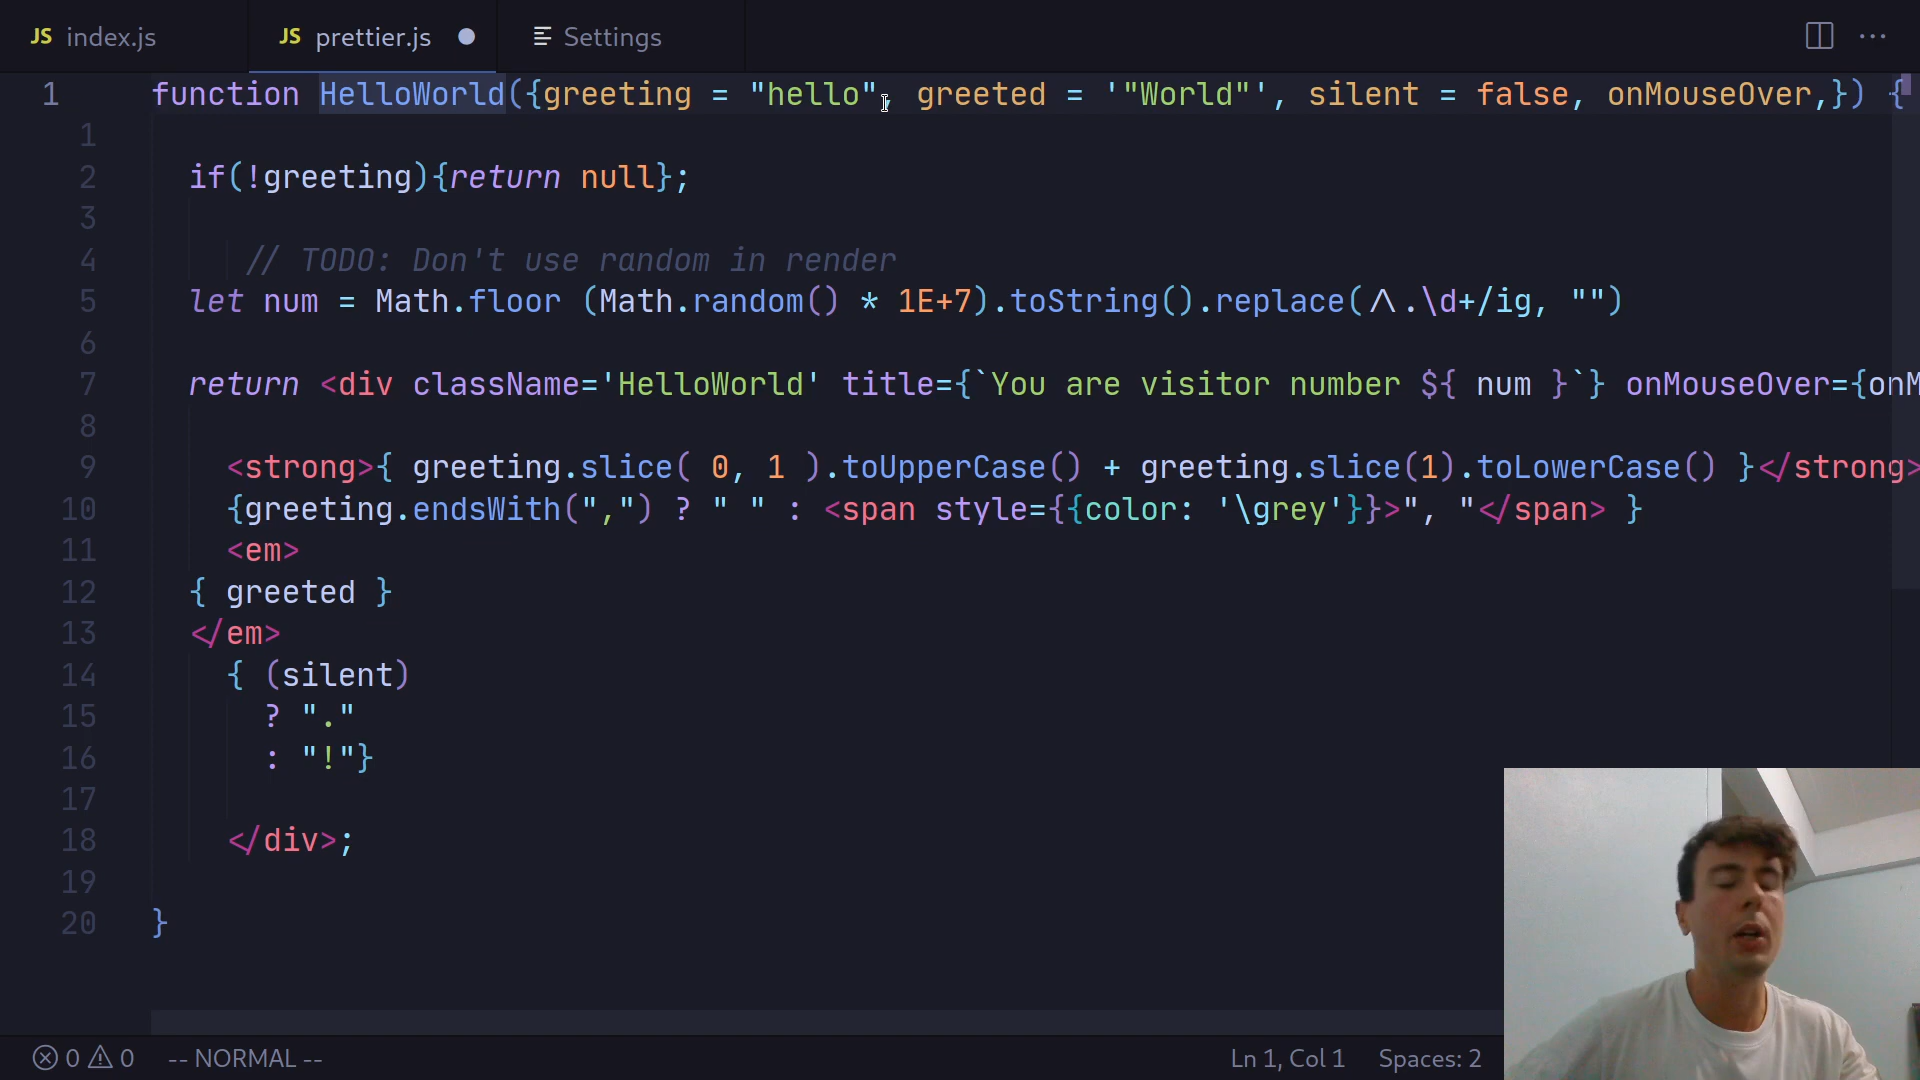 JS index.js JS prettier.js Settings
1 function HelloWorld({greeting = "hello", greeted = '"World"', silent = false, onMouseOver,}) {
1
2 if(!greeting){return null};
3
4 // TODO: Don't use random in render
5 let num = Math.floor (Math.random() * 1E+7).toString().replace(/\.\d+/ig, "")
6
7 return <div className='HelloWorld' title={`You are visitor number ${ num }`} onMouseOver={onM
8
9 <strong>{ greeting.slice( 0, 1 ).toUpperCase() + greeting.slice(1).toLowerCase() }</strong>
10 {greeting.endsWith(",") ? " " : <span style={{color: '\grey'}}>", "</span> }
11 <em>
12 { greeted }
13 </em>
14 { (silent)
15 ? "."
16 : "!"}
17
18 </div>;
19
20 }
0 0 -- NORMAL -- Ln 1, Col 1 Spaces: 2